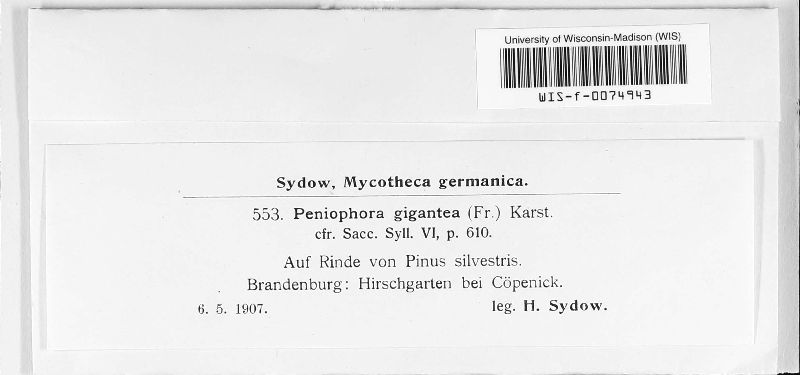 University of Wisconsin-Madison (WIS)
WIS-f-0074943
Sydow, Mycotheca germanica.
553. Peniophora gigantea (Fr.) Karst.
cfr. Sacc. Syll. VI, p. 610.
Auf Rinde von Pinus silvestris.
Brandenburg: Hirschgarten bei Cöpenick.
6. 5. 1907. leg. H. Sydow.